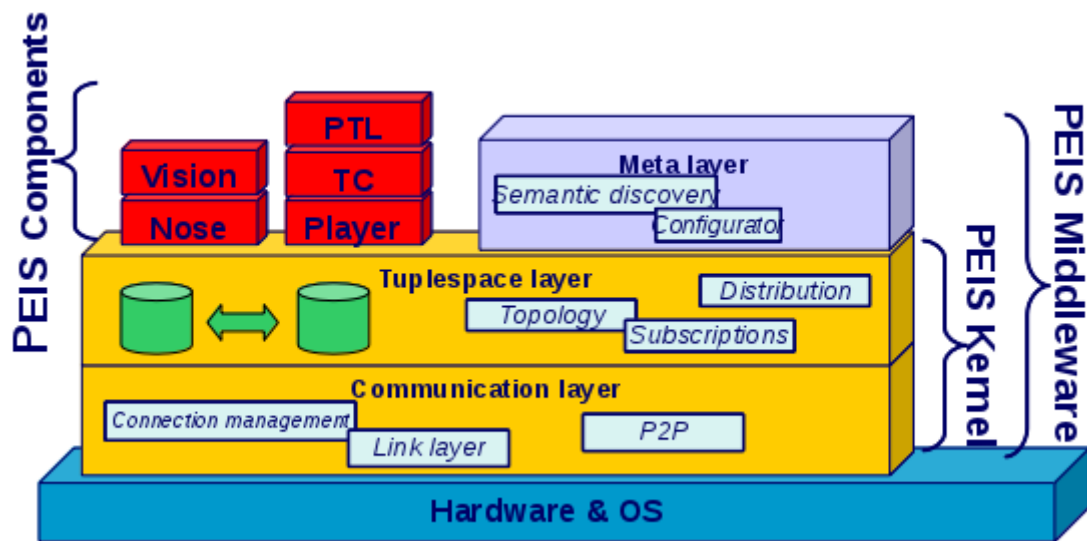 PEIS Components
PTL
Vision
TC
Nose
Player
Meta layer
Semantic discovery
Configurator
Tuplespace layer
Distribution
Topology
Subscriptions
Communication layer
Connection management
Link layer
P2P
Hardware & OS
PEIS Kernel
PEIS Middleware